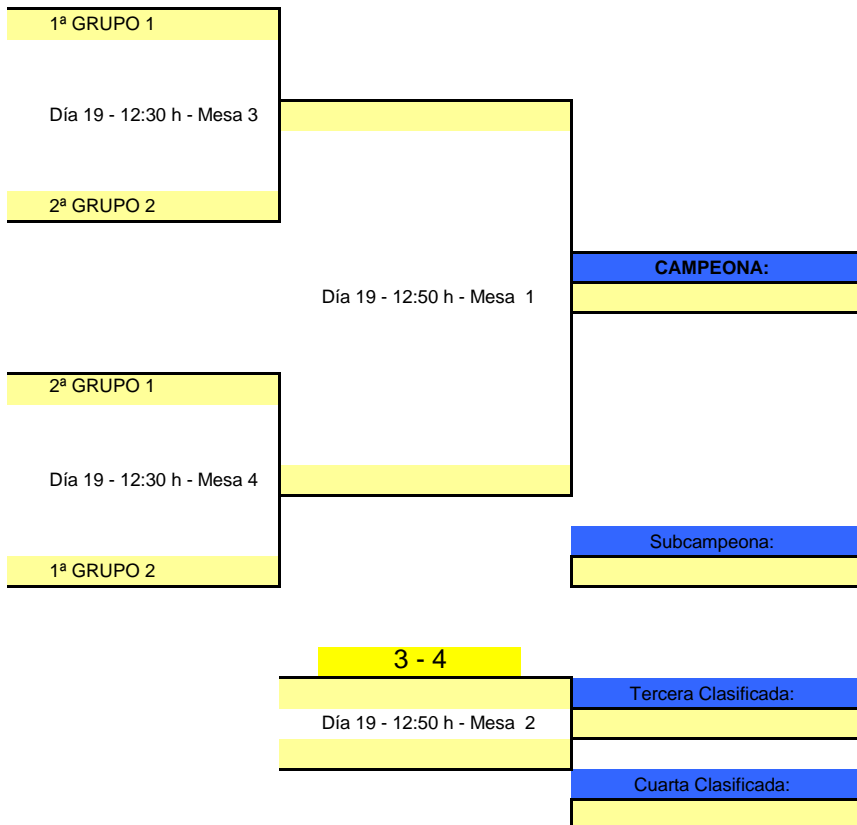 1ª GRUPO 1
Día 19 - 12:30 h - Mesa 3
2ª GRUPO 2
CAMPEONA:
Día 19 - 12:50 h - Mesa  1
2ª GRUPO 1
Día 19 - 12:30 h - Mesa 4
Subcampeona:
1ª GRUPO 2
3 - 4
Tercera Clasificada:
Día 19 - 12:50 h - Mesa  2
Cuarta Clasificada: